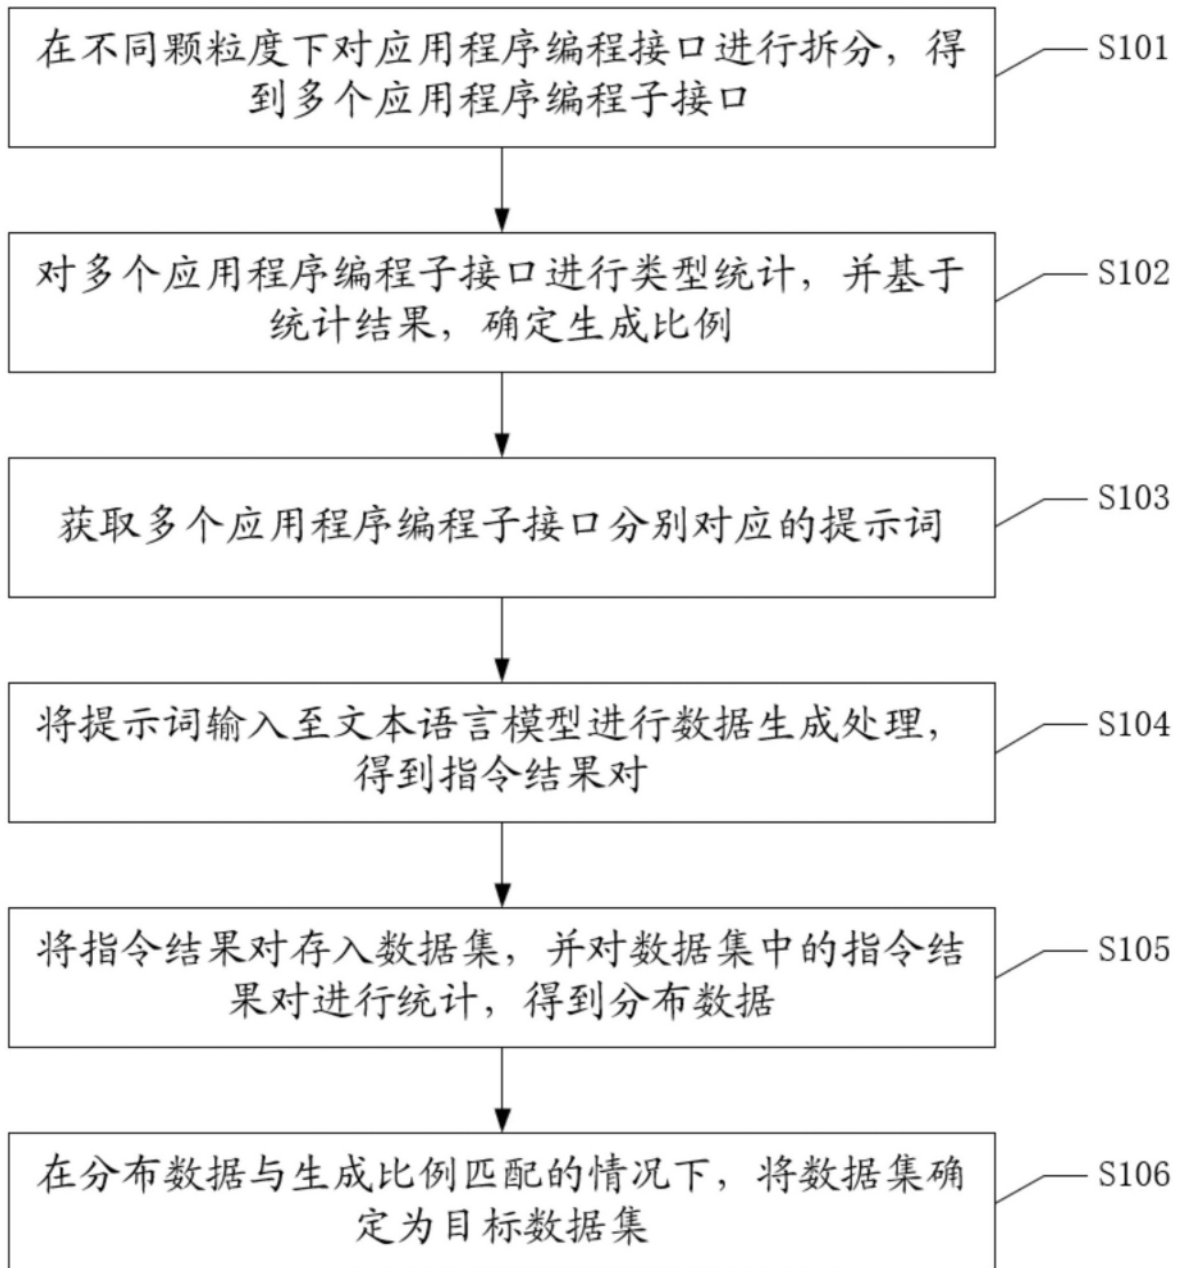 在不同颗粒度下对应用程序编程接口进行拆分，得
到多个应用程序编程子接口
S101
对多个应用程序编程子接口进行类型统计，并基于
统计结果，确定生成比例
S102
获取多个应用程序编程子接口分别对应的提示词
S103
将提示词输入至文本语言模型进行数据生成处理，
得到指令结果对
S104
将指令结果对存入数据集，并对数据集中的指令结
果对进行统计，得到分布数据
S105
在分布数据与生成比例匹配的情况下，将数据集确
定为目标数据集
S106